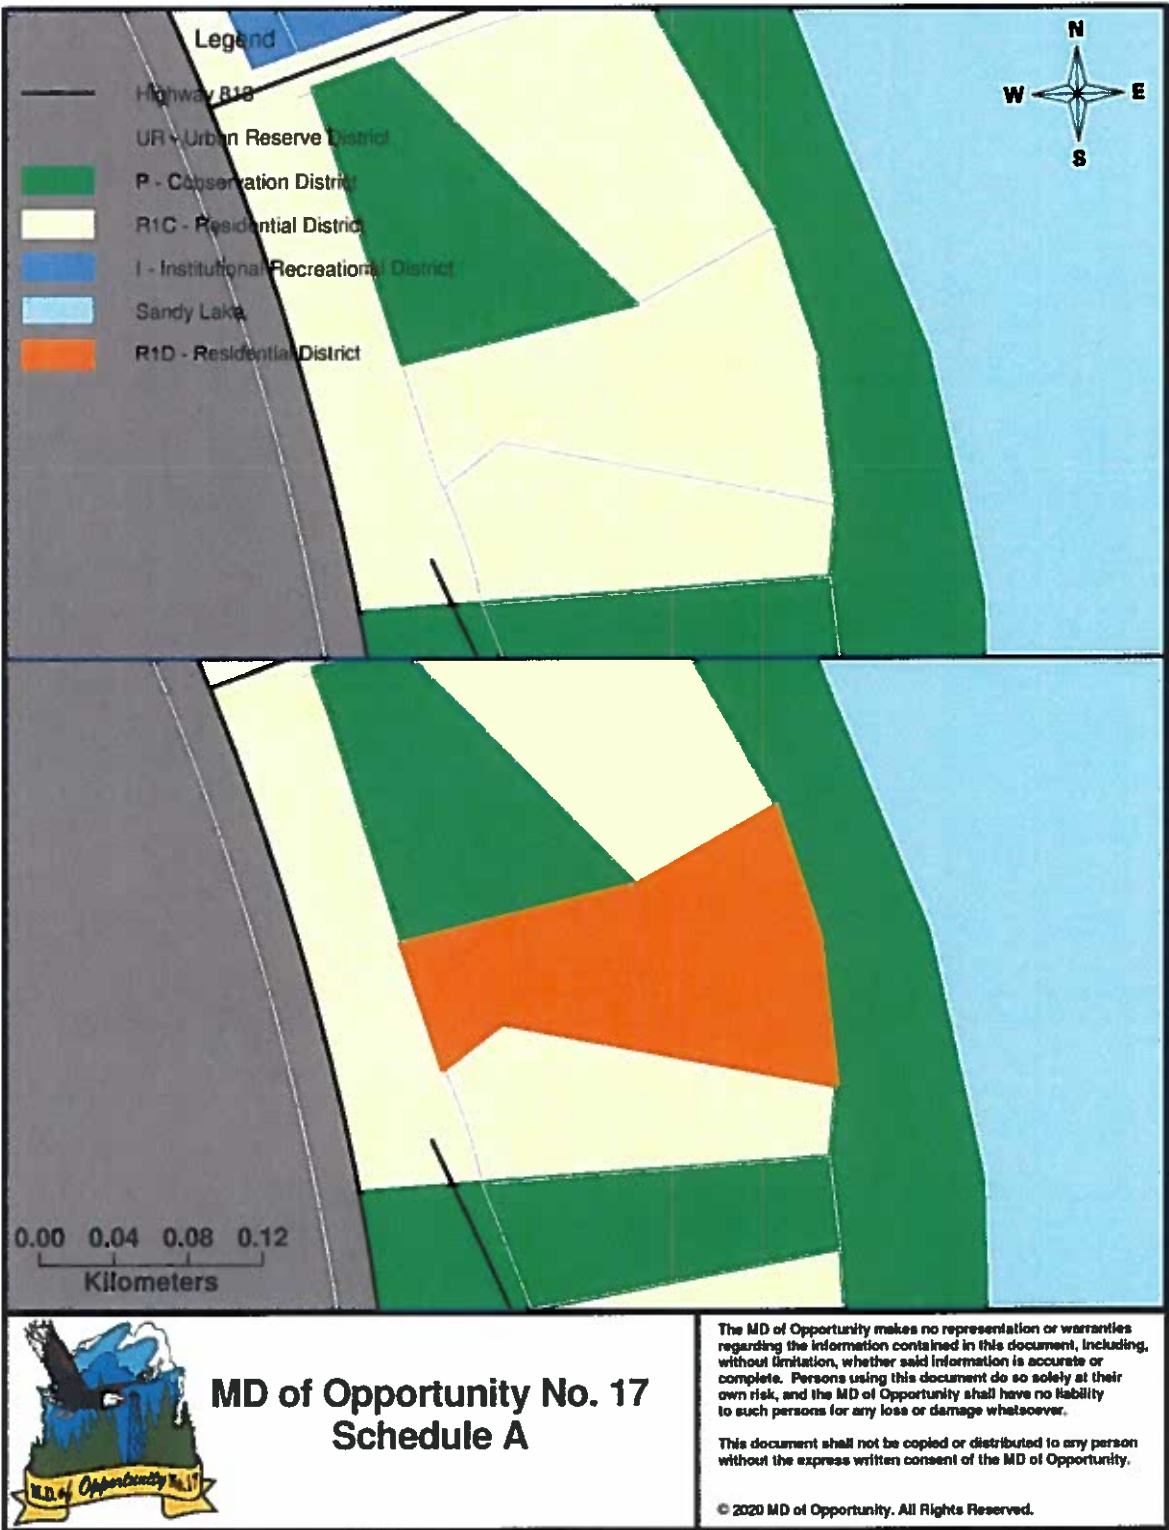 Legend
Highway 813
UR - Urban Reserve District
P - Conservation District
R1C - Residential District
I - Institutional Recreational District
Sandy Lake
R1D - Residential District
N
W E
S
0.00 0.04 0.08 0.12
Kilometers
MD of Opportunity No. 17
Schedule A
M.D. of Opportunity No. 17
The MD of Opportunity makes no representation or warranties
regarding the information contained in this document, including,
without limitation, whether said information is accurate or
complete. Persons using this document do so solely at their
own risk, and the MD of Opportunity shall have no liability
to such persons for any loss or damage whatsoever.
This document shall not be copied or distributed to any person
without the express written consent of the MD of Opportunity.
© 2020 MD of Opportunity. All Rights Reserved.